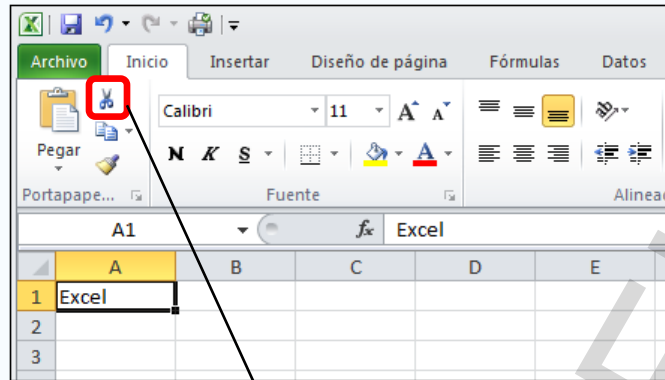 Archivo Inicio Insertar Diseño de página Fórmulas Datos
Calibri 11 A A
Pegar N K S A
Portapape... Fuente Alinea
A1 fx Excel
A B C D E
1 Excel
2
3